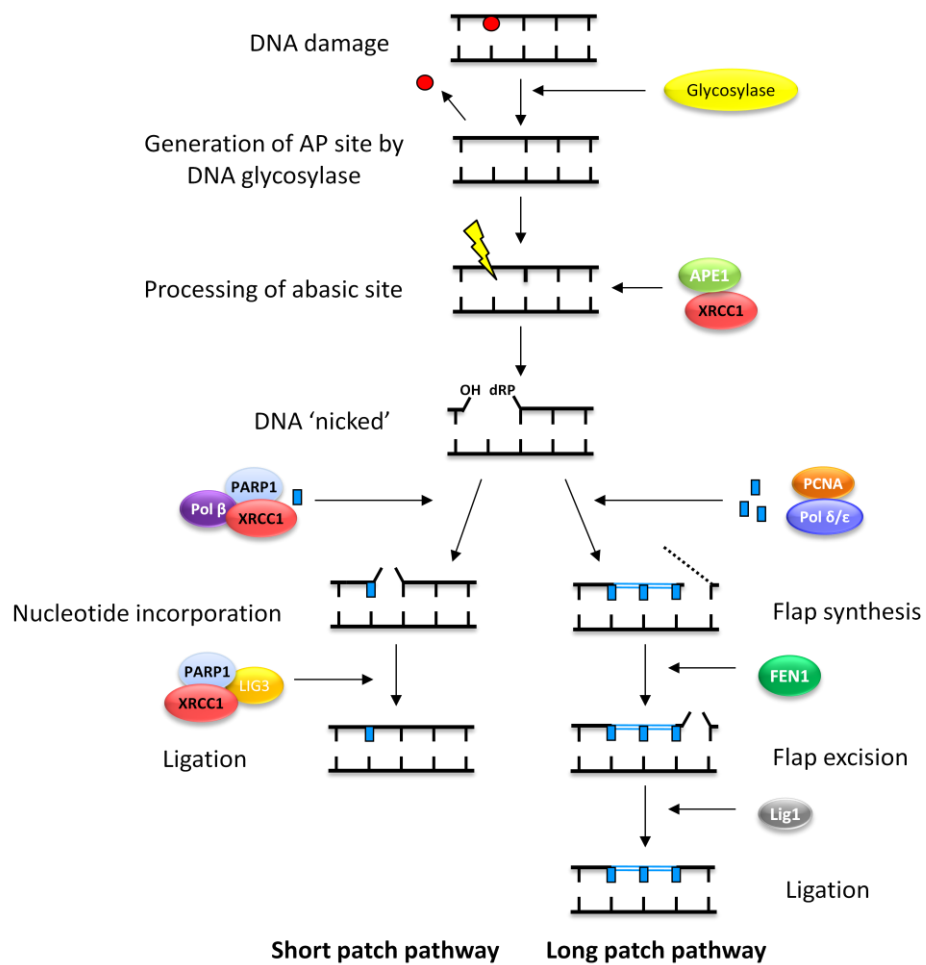 DNA damage
Glycosylase
Generation of AP site by
DNA glycosylase
Processing of abasic site
APE1
XRCC1
OH dRP
DNA ‘nicked’
PARP1
Pol β
XRCC1
PCNA
Pol δ/ε
Nucleotide incorporation
Flap synthesis
PARP1
LIG3
XRCC1
FEN1
Ligation
Flap excision
Lig1
Ligation
Short patch pathway
Long patch pathway